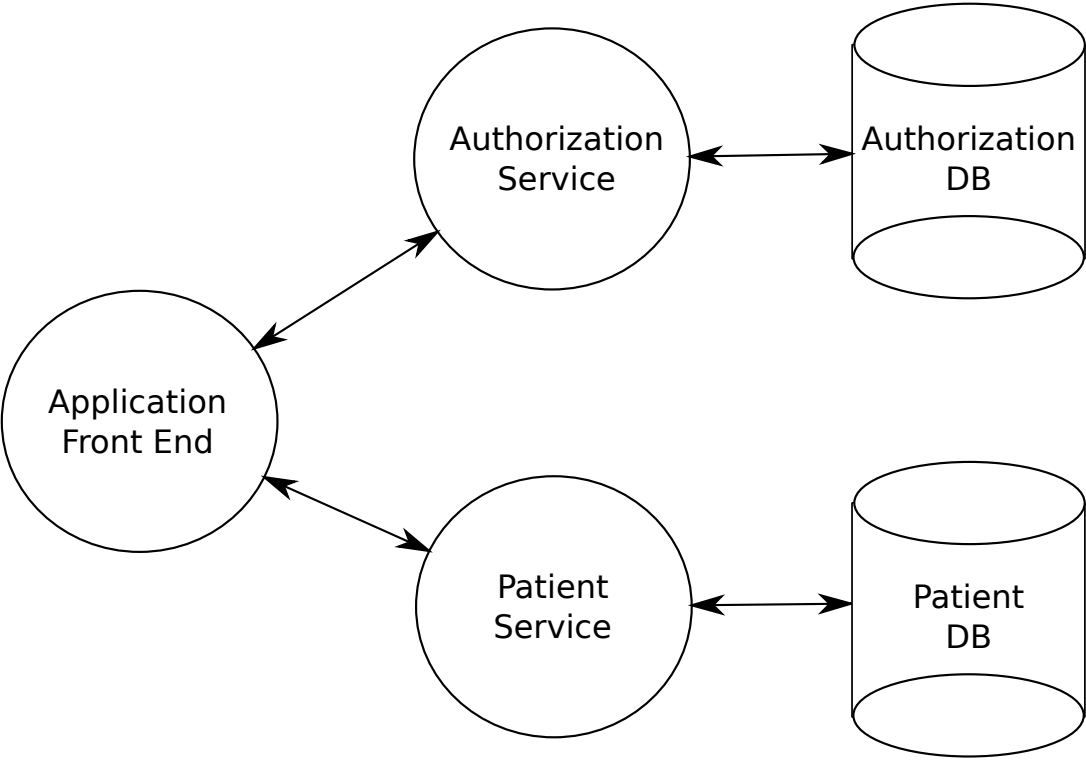 Authorization
Service
Authorization
DB
Application
Front End
Patient
Service
Patient
DB